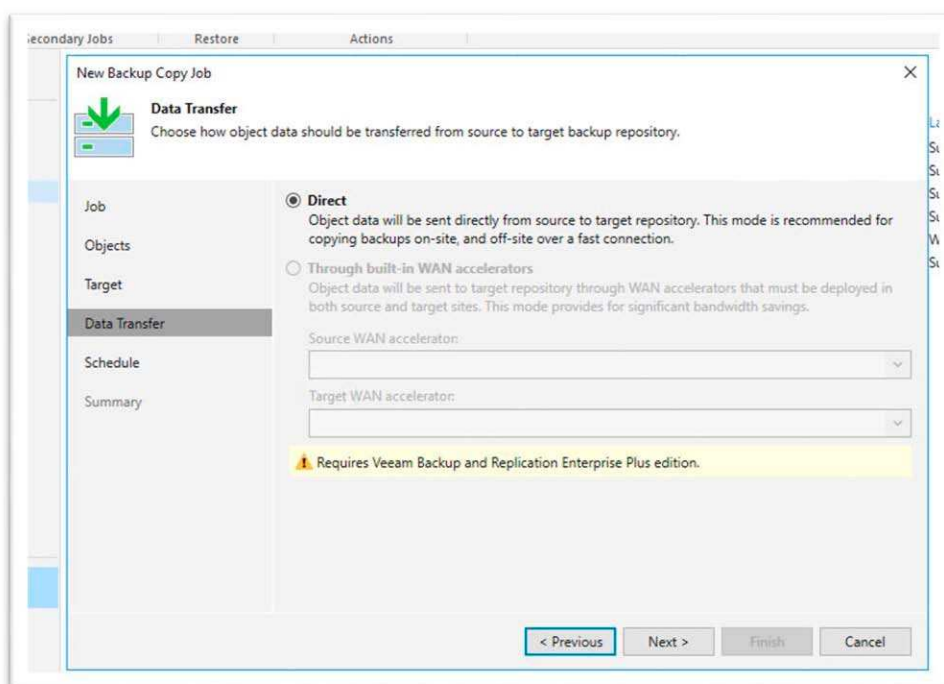 Secondary Jobs Restore Actions
New Backup Copy Job
Data Transfer
Choose how object data should be transferred from source to target backup repository.
Job
Objects
Target
Data Transfer
Schedule
Summary
Direct
Object data will be sent directly from source to target repository. This mode is recommended for
copying backups on-site, and off-site over a fast connection.
Through built-in WAN accelerators
Object data will be sent to target repository through WAN accelerators that must be deployed in
both source and target sites. This mode provides for significant bandwidth savings.
Source WAN accelerator:
Target WAN accelerator:
Requires Veeam Backup and Replication Enterprise Plus edition.
< Previous
Next >
Finish
Cancel